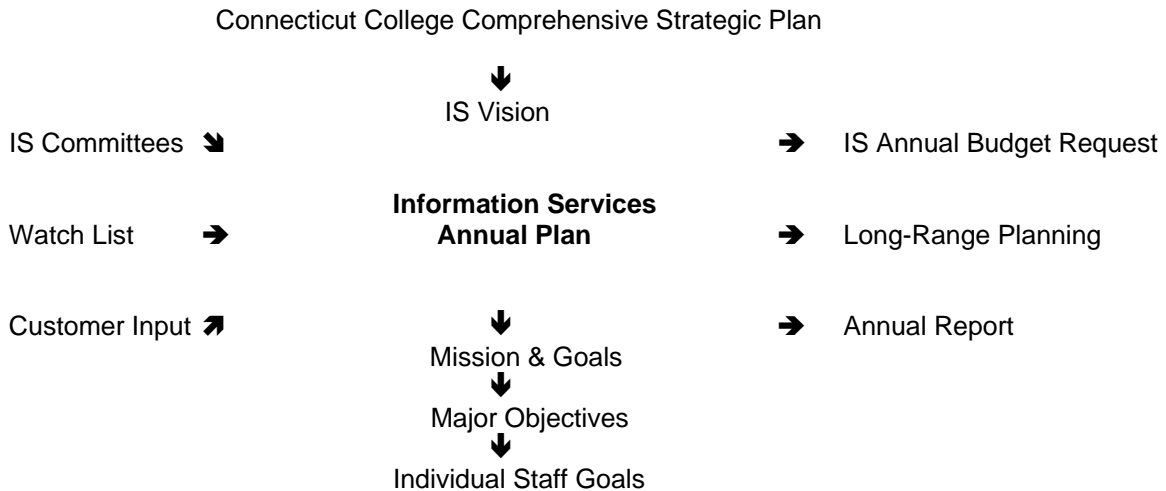 Connecticut College Comprehensive Strategic Plan
🡻
IS Vision
IS Committees 🡾 🡺 IS Annual Budget Request
Information Services
Watch List 🡺 Annual Plan 🡺 Long-Range Planning
Customer Input 🡽 🡻 🡺 Annual Report
Mission & Goals
🡻
Major Objectives
🡻
Individual Staff Goals